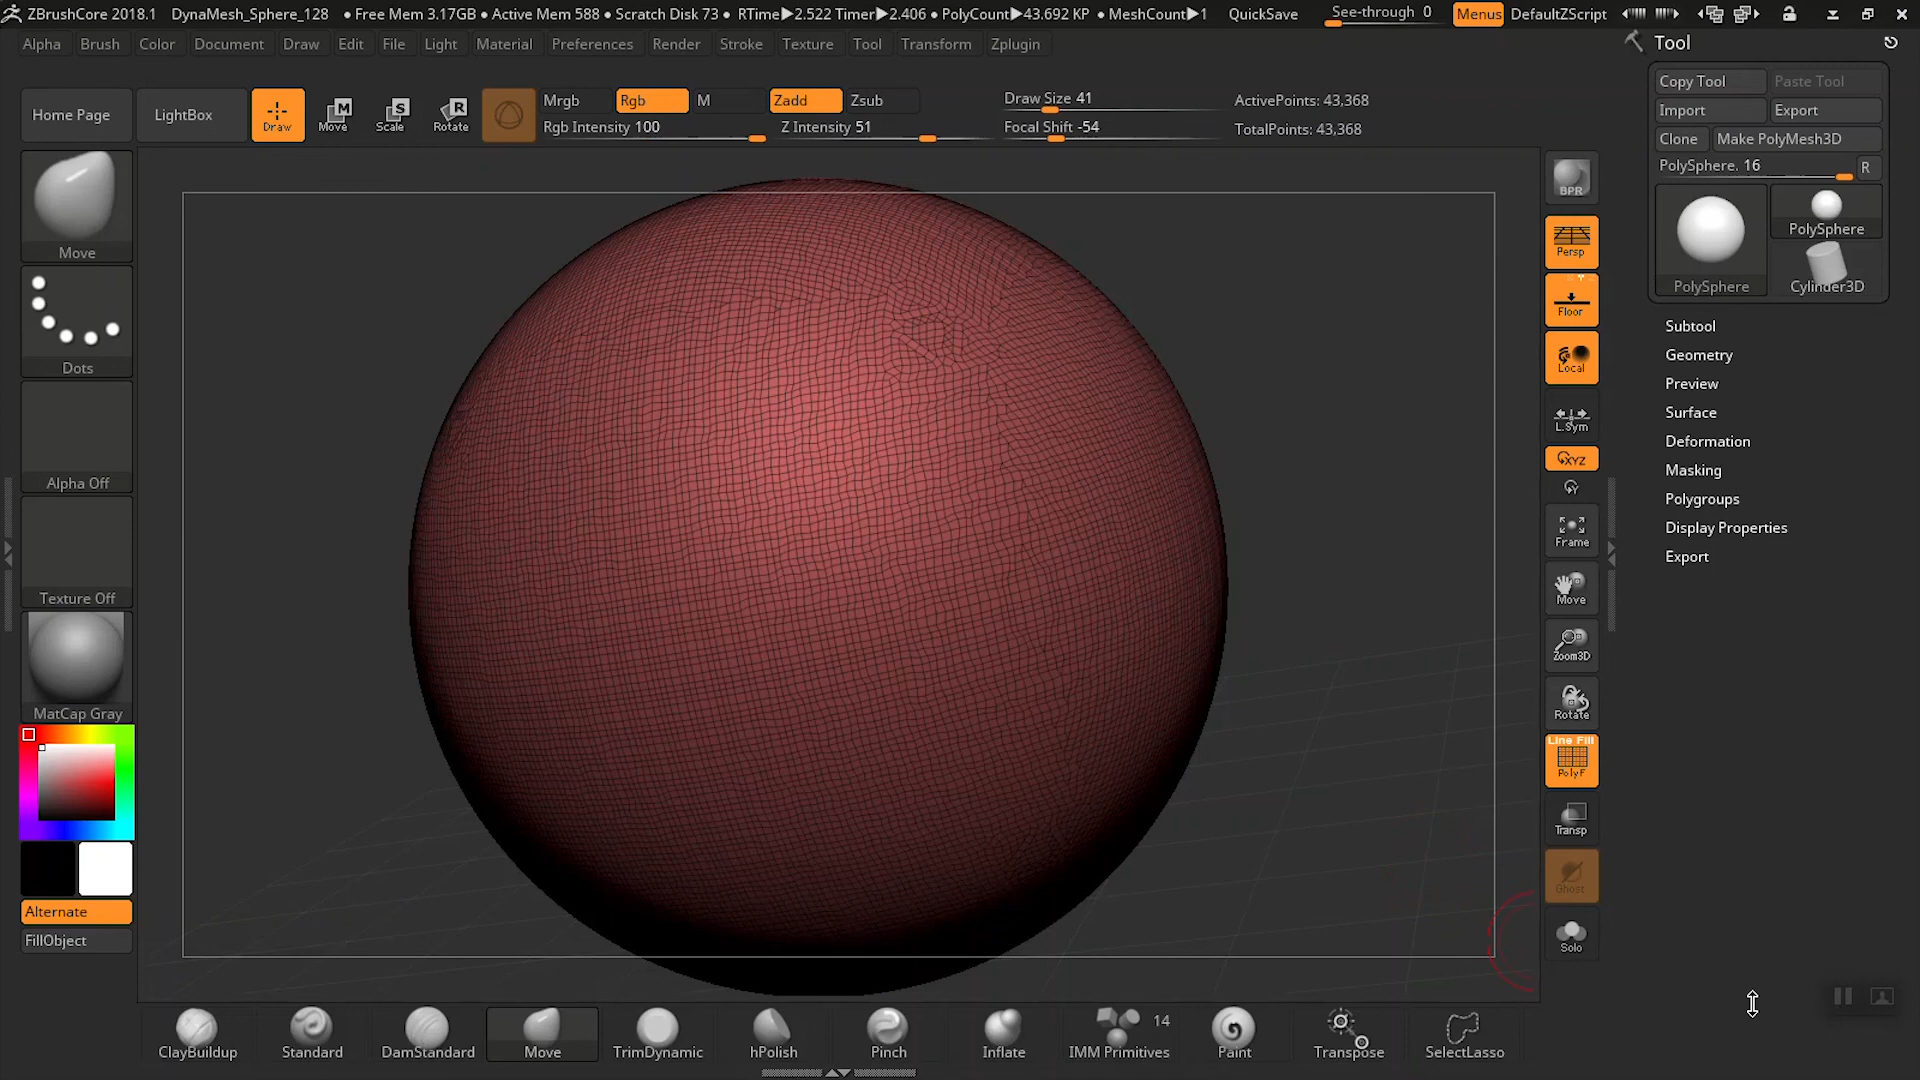 ZBrushCore 2018.1 DynaMesh_Sphere_128 • Free Mem 3.17GB • Active Mem 588 • Scratch Disk 73 • RTime▶2.522 Timer▶2.406 • PolyCount▶43.692 KP • MeshCount▶1 QuickSave See-through 0 Menus DefaultZScript
Alpha Brush Color Document Draw Edit File Light Material Preferences Render Stroke Texture Tool Transform Zplugin
Tool
Copy Tool Paste Tool
Import Export
Clone Make PolyMesh3D
PolySphere. 16 R
PolySphere
PolySphere Cylinder3D
Subtool
Geometry
Preview
Surface
Deformation
Masking
Polygroups
Display Properties
Export
Home Page LightBox Draw Move Scale Rotate
M S R
Mrgb Rgb M Zadd Zsub
Rgb Intensity 100 Z Intensity 51
Draw Size 41
Focal Shift -54
ActivePoints: 43,368
TotalPoints: 43,368
Move
Dots
Alpha Off
Texture Off
MatCap Gray
Alternate
FillObject
BPR
Persp
Floor
Local
L.Sym
XYZ
Y
Frame
Move
Zoom3D
Rotate
Line Fill
PolyF
Transp
Ghost
Solo
ClayBuildup Standard DamStandard Move TrimDynamic hPolish Pinch Inflate IMM Primitives 14 Paint Transpose SelectLasso